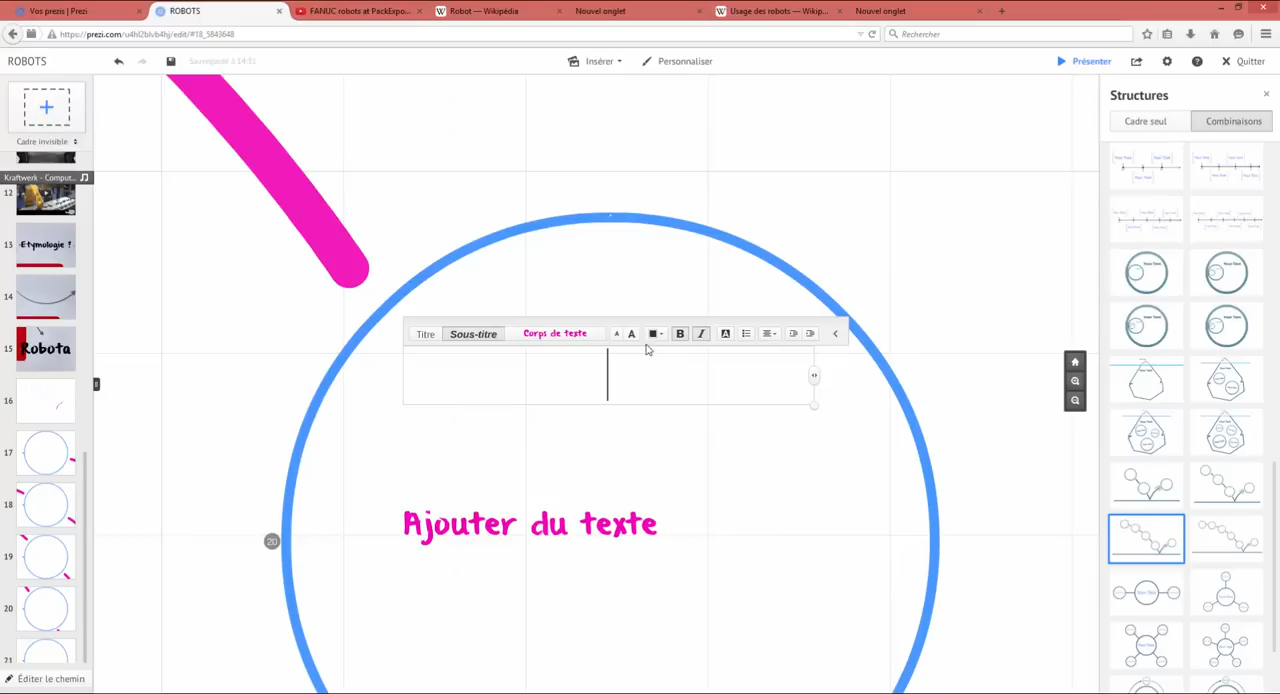 Vos prezis | Prezi
ROBOTS
FANUC robots at PackExpo...
Robot — Wikipédia
Nouvel onglet
Usage des robots — Wikip...
Nouvel onglet
https://prezi.com/u4hl2blvb4hj/edit/#18_5843648
Rechercher
ROBOTS
Sauvegardé à 14:31
Insérer
Personnaliser
Présenter
Quitter
Cadre invisible
Kraftwerk - Comput...
12
13
Etymologie ?
14
15
Robota
16
17
18
19
20
21
Éditer le chemin
Titre
Sous-titre
Corps de texte
A
A
B
I
A
Ajouter du texte
20
Structures
Cadre seul
Combinaisons